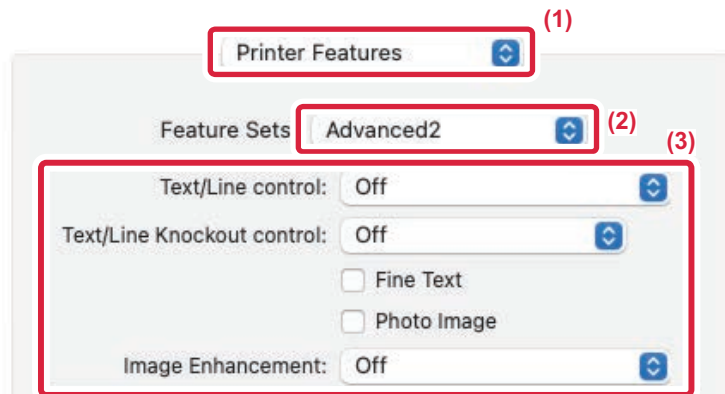 (1)
Printer Features
Feature Sets Advanced2 (2)
(3)
Text/Line control: Off
Text/Line Knockout control: Off
Fine Text
Photo Image
Image Enhancement: Off